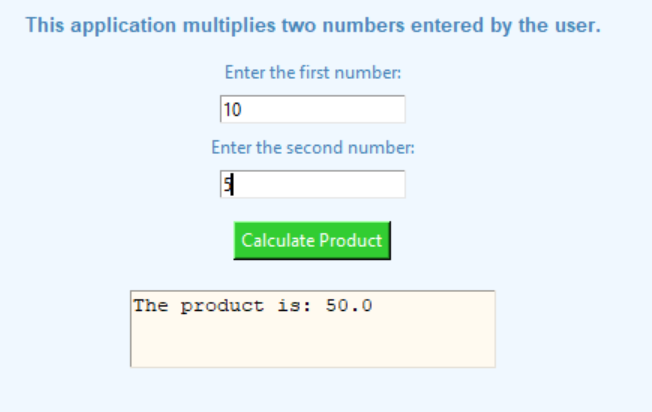 This application multiplies two numbers entered by the user.
Enter the first number:
10
Enter the second number:
5
Calculate Product
The product is: 50.0